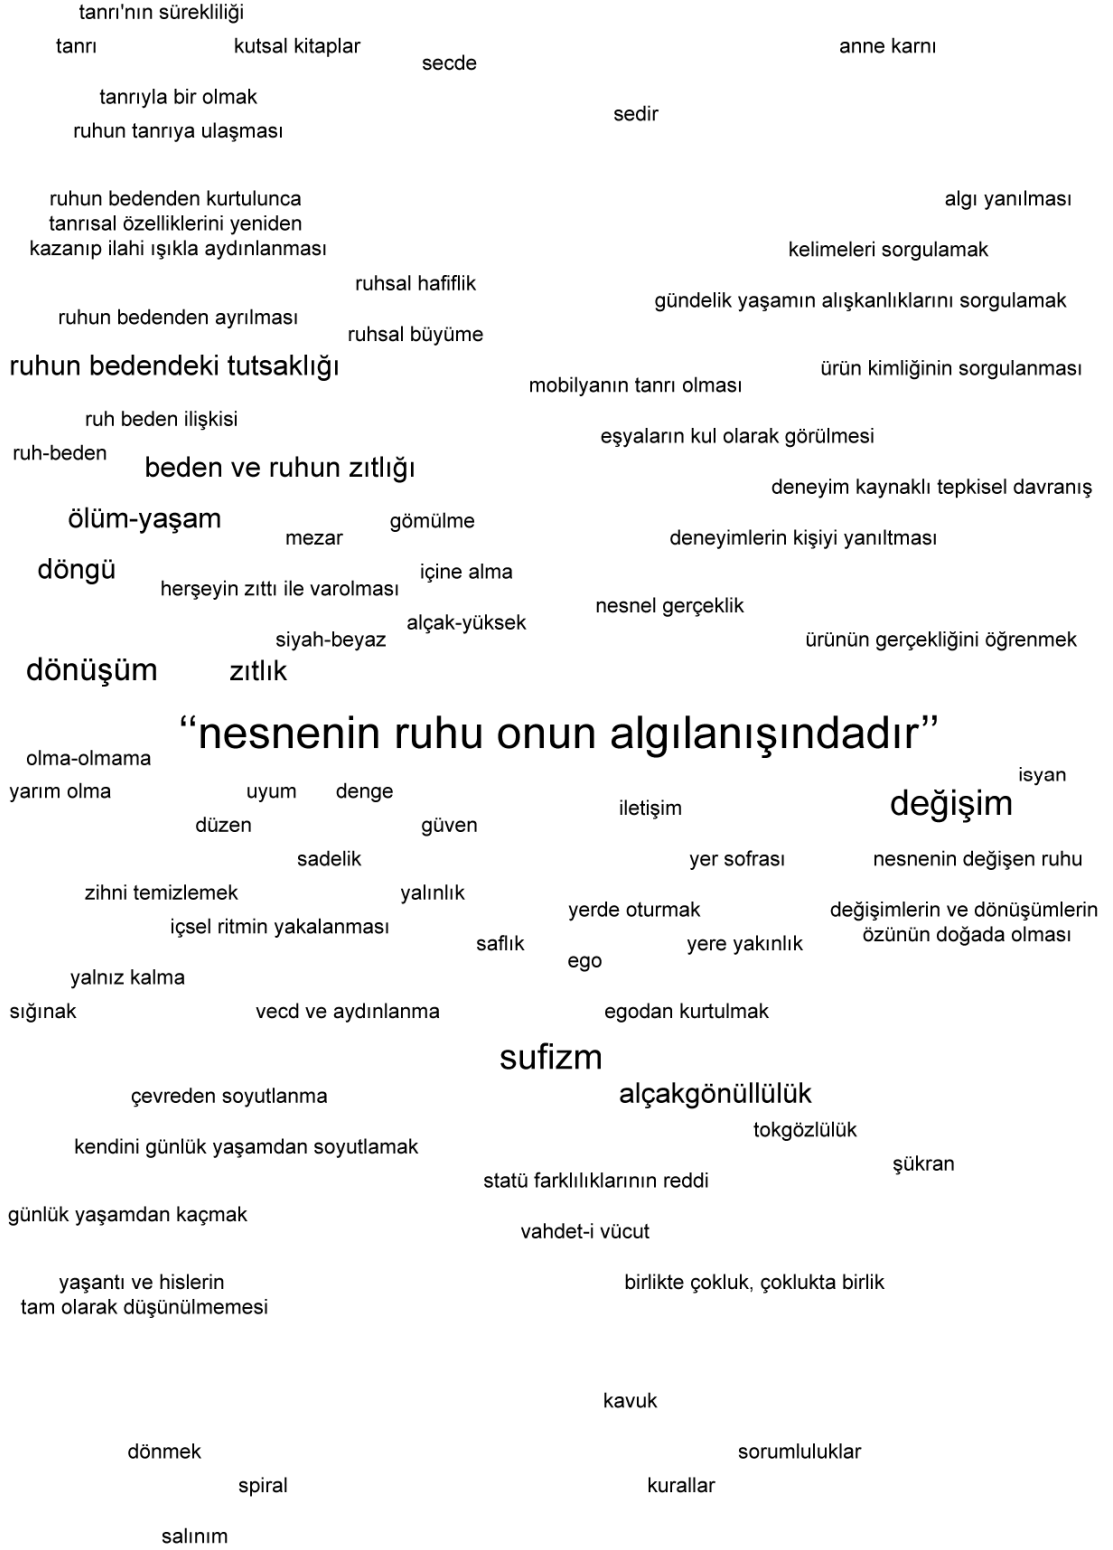 tanrı'nın sürekliliği
tanrı
kutsal kitaplar
anne karnı
secde
tanrıyla bir olmak
sedir
ruhun tanrıya ulaşması
ruhun bedenden kurtulunca
tanrısal özelliklerini yeniden
kazanıp ilahi ışıkla aydınlanması
algı yanılması
kelimeleri sorgulamak
ruhsal hafiflik
gündelik yaşamın alışkanlıklarını sorgulamak
ruhun bedenden ayrılması
ruhsal büyüme
ruhun bedendeki tutsaklığı
ürün kimliğinin sorgulanması
mobilyanın tanrı olması
ruh beden ilişkisi
eşyaların kul olarak görülmesi
ruh-beden
beden ve ruhun zıtlığı
deneyim kaynaklı tepkisel davranış
ölüm-yaşam
gömülme
mezar
deneyimlerin kişiyi yanıltması
döngü
içine alma
herşeyin zıttı ile varolması
nesnel gerçeklik
alçak-yüksek
siyah-beyaz
ürünün gerçekliğini öğrenmek
dönüşüm
zıtlık
‘‘nesnenin ruhu onun algılanışındadır’’
olma-olmama
isyan
yarım olma
uyum
denge
iletişim
değişim
düzen
güven
sadelik
yer sofrası
nesnenin değişen ruhu
zihni temizlemek
yalınlık
yerde oturmak
değişimlerin ve dönüşümlerin
özünün doğada olması
içsel ritmin yakalanması
saflık
yere yakınlık
ego
yalnız kalma
sığınak
vecd ve aydınlanma
egodan kurtulmak
sufizm
çevreden soyutlanma
alçakgönüllülük
tokgözlülük
kendini günlük yaşamdan soyutlamak
şükran
statü farklılıklarının reddi
günlük yaşamdan kaçmak
vahdet-i vücut
yaşantı ve hislerin
tam olarak düşünülmemesi
birlikte çokluk, çoklukta birlik
kavuk
dönmek
sorumluluklar
spiral
kurallar
salınım